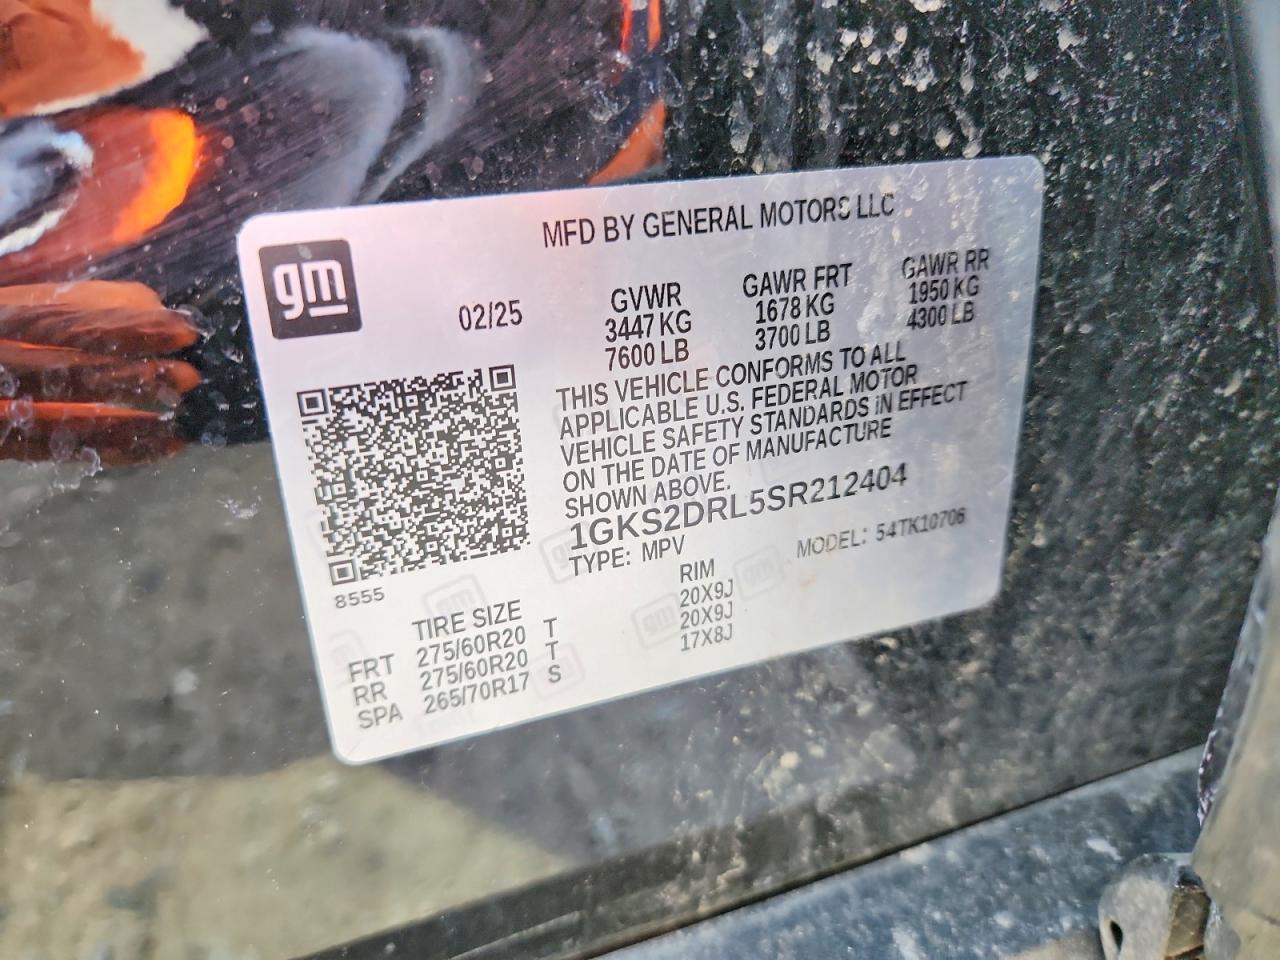 MFD BY GENERAL MOTORS LLC
gm
02/25
GVWR GAWR FRT GAWR RR
3447 KG 1678 KG 1950 KG
7600 LB 3700 LB 4300 LB
THIS VEHICLE CONFORMS TO ALL
APPLICABLE U.S. FEDERAL MOTOR
VEHICLE SAFETY STANDARDS IN EFFECT
ON THE DATE OF MANUFACTURE
SHOWN ABOVE.
1GKS2DRL5SR212404
TYPE: MPV MODEL: 54TK10706
8555
TIRE SIZE RIM
FRT 275/60R20 T 20X9J
RR 275/60R20 T 20X9J
SPA 265/70R17 S 17X8J